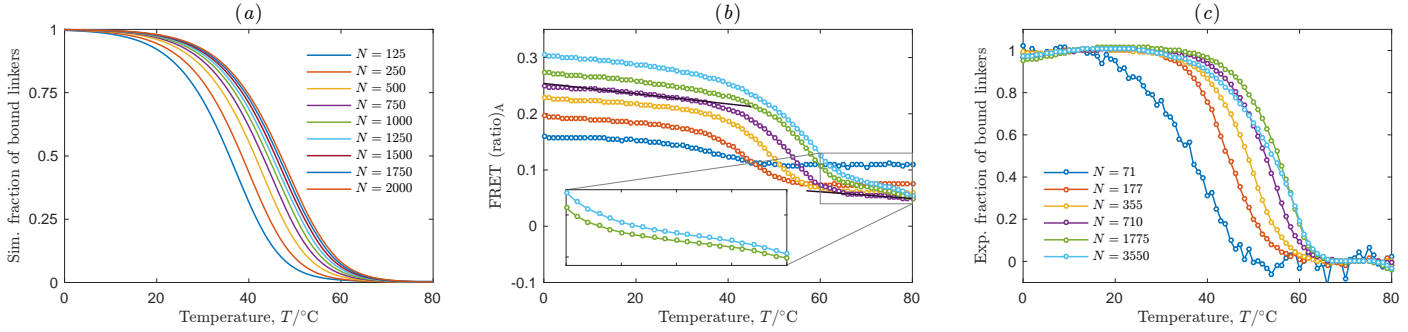 (a)
Sim. fraction of bound linkers
1
0.75
0.5
0.25
0
0
20
40
60
80
Temperature, T/°C
N = 125
N = 250
N = 500
N = 750
N = 1000
N = 1250
N = 1500
N = 1750
N = 2000
(b)
FRET (ratio)A
0.3
0.2
0.1
0
-0.1
0
20
40
60
80
Temperature, T/°C
(c)
Exp. fraction of bound linkers
1
0.8
0.6
0.4
0.2
0
0
20
40
60
80
Temperature, T/°C
N = 71
N = 177
N = 355
N = 710
N = 1775
N = 3550